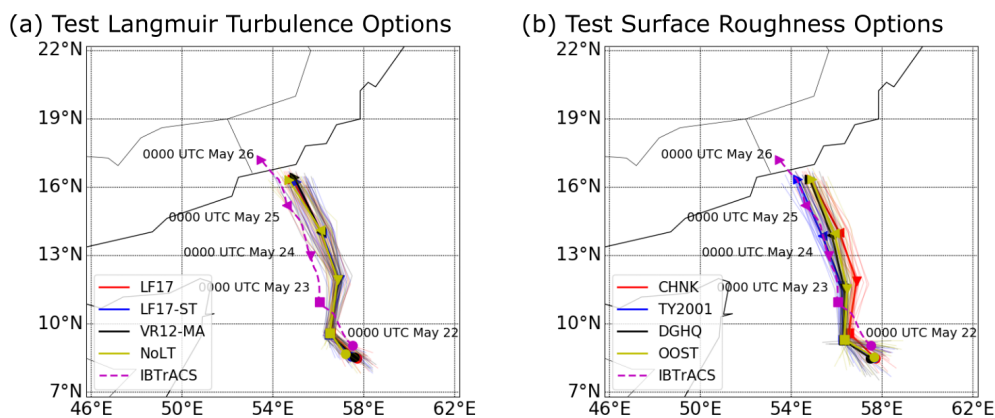 (a) Test Langmuir Turbulence Options
22°N
19°N
16°N
13°N
10°N
7°N
46°E
50°E
54°E
58°E
62°E
0000 UTC May 26
0000 UTC May 25
0000 UTC May 24
0000 UTC May 23
0000 UTC May 22
LF17
LF17-ST
VR12-MA
NoLT
IBTrACS
(b) Test Surface Roughness Options
22°N
19°N
16°N
13°N
10°N
7°N
46°E
50°E
54°E
58°E
62°E
0000 UTC May 26
0000 UTC May 25
0000 UTC May 24
0000 UTC May 23
0000 UTC May 22
CHNK
TY2001
DGHQ
OOST
IBTrACS